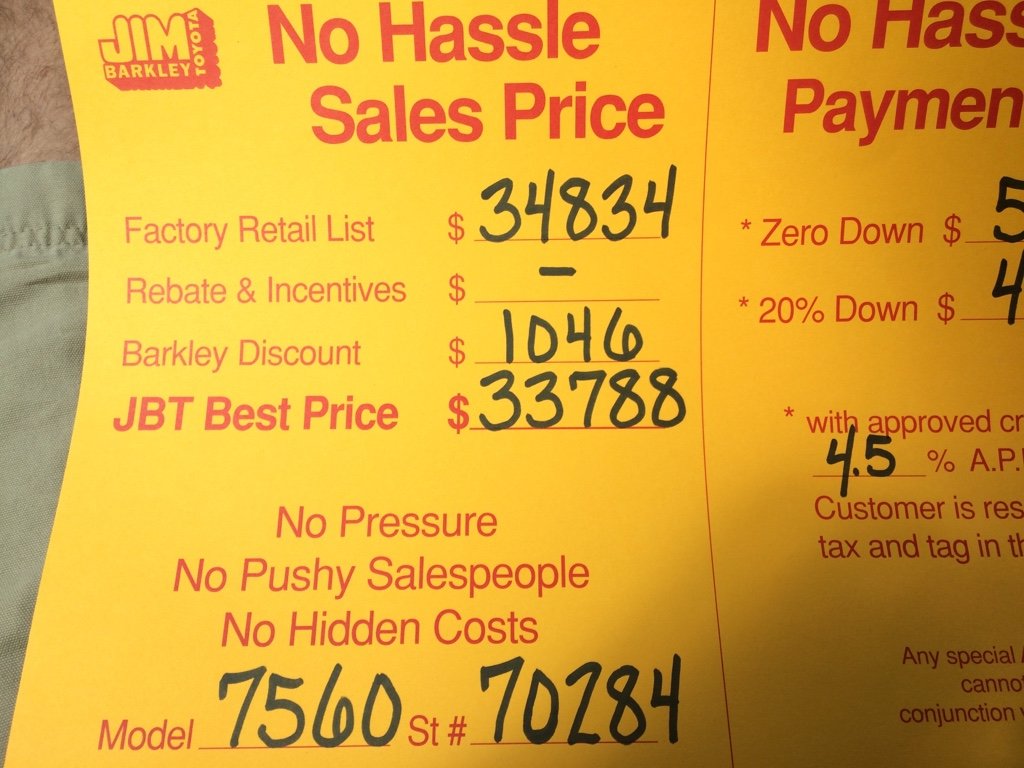 JIM
BARKLEY
TOYOTA
No Hassle
Sales Price
Factory Retail List $ 34834
Rebate & Incentives $ –
Barkley Discount $ 1046
JBT Best Price $ 33788
No Pressure
No Pushy Salespeople
No Hidden Costs
Model 7560 St # 70284
No Hass
Paymen
* Zero Down $ 5
* 20% Down $ 4
* with approved cr
4.5 % A.P.
Customer is res
tax and tag in th
Any special
canno
conjunction